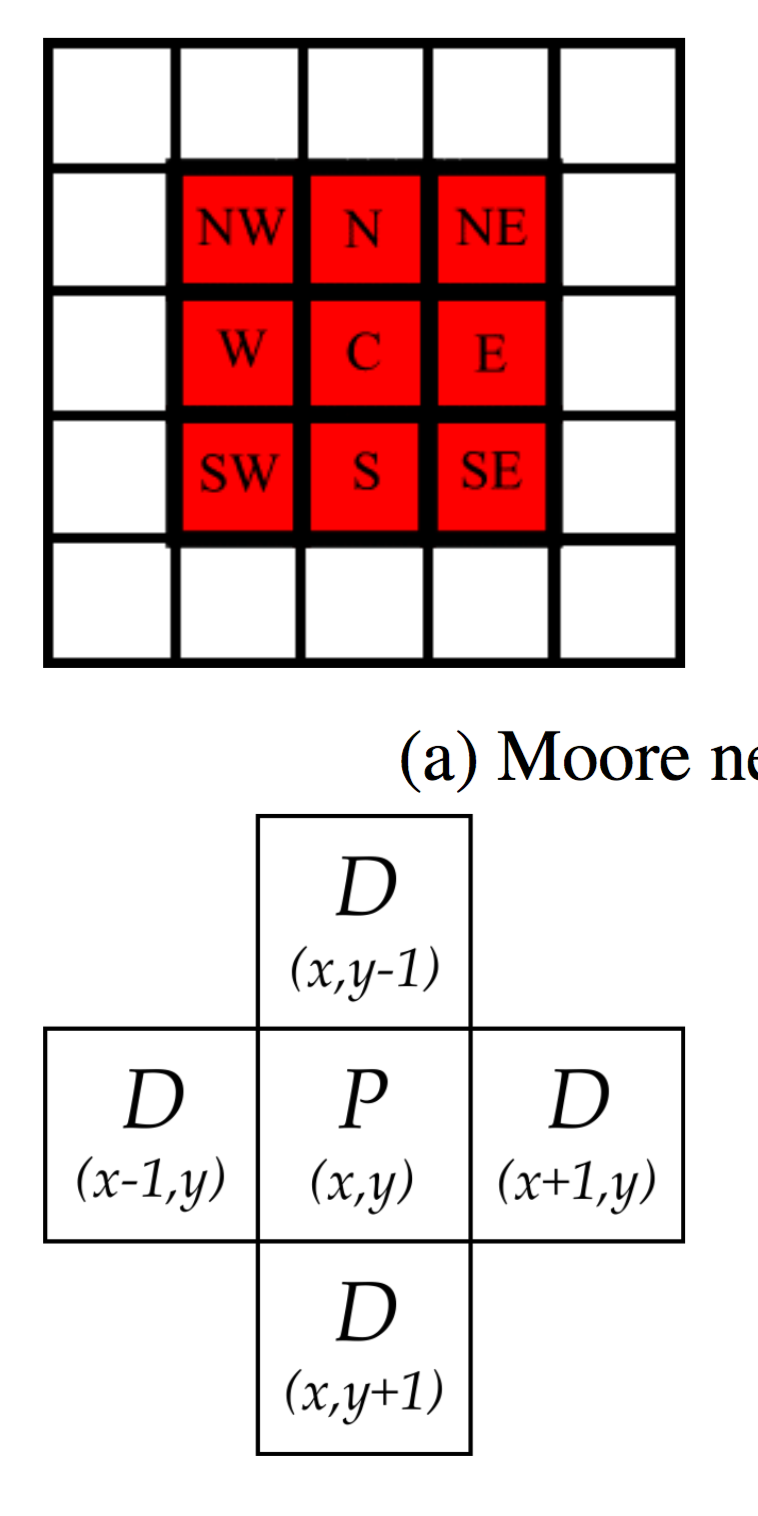 NW N NE
W C E
SW S SE
(a) Moore ne
D
(x,y-1)
D P D
(x-1,y) (x,y) (x+1,y)
D
(x,y+1)